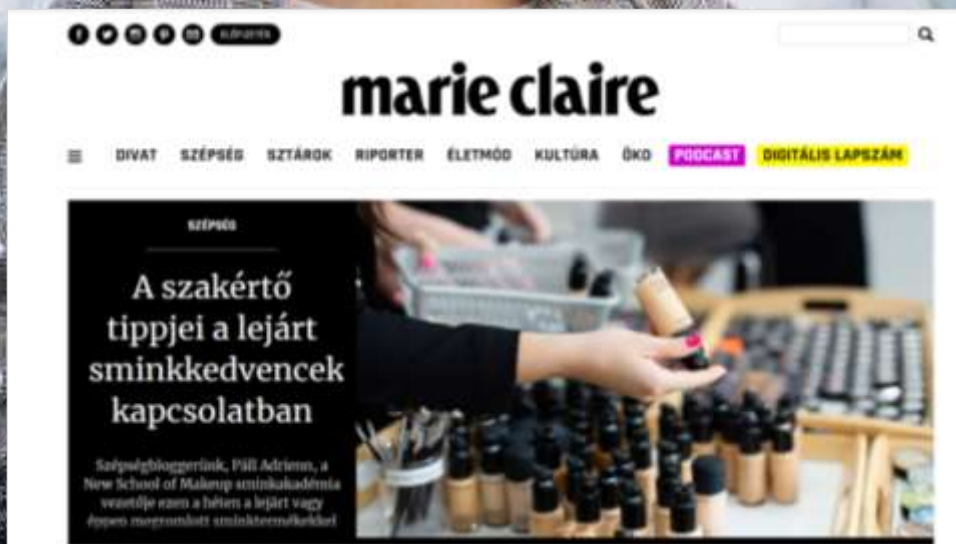 ELŐFIZETÉS
marie claire
DIVAT SZÉPSÉG SZTÁROK RIPORTER ÉLETMÓD KULTÚRA ÖKO PODCAST DIGITÁLIS LAPSZÁM
SZÉPSÉG
A szakértő
tippjei a lejárt
sminkkedvencek
kapcsolatban
Szépségbloggerünk, Páll Adrienn, a
New School of Makeup sminkakadémia
vezetője ezen a héten a lejárt vagy
éppen megromlott sminktermékekkel